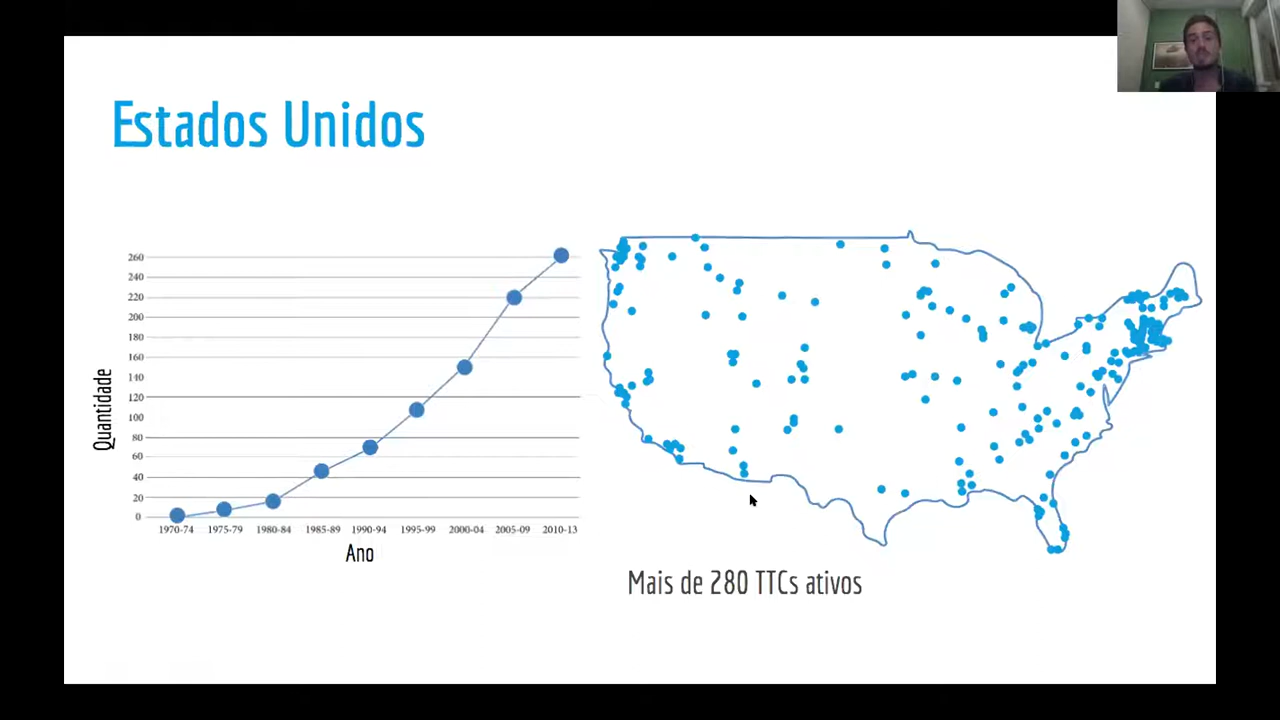 Estados Unidos
260
240
220
200
180
160
140
120
100
80
60
40
20
0
Quantidade
1970-74 1975-79 1980-84 1985-89 1990-94 1995-99 2000-04 2005-09 2010-13
Ano
Mais de 280 TTCs ativos